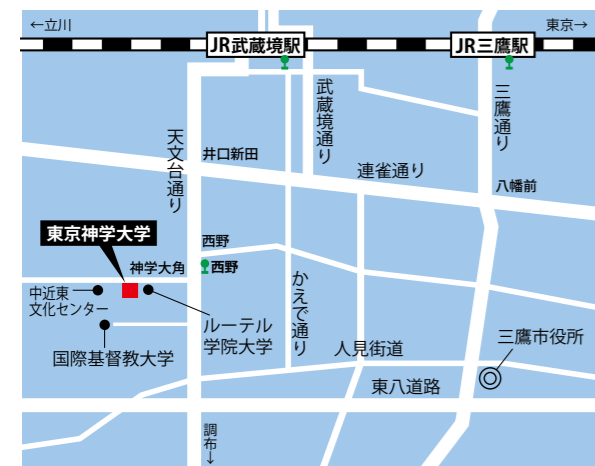 ←立川
東京→
JR武蔵境駅
JR三鷹駅
武蔵境通り
三鷹通り
天文台通り
井口新田
連雀通り
八幡前
東京神学大学
西野
神学大角
西野
中近東
文化センター
かえで通り
ルーテル
学院大学
国際基督教大学
人見街道
三鷹市役所
東八道路
調布→